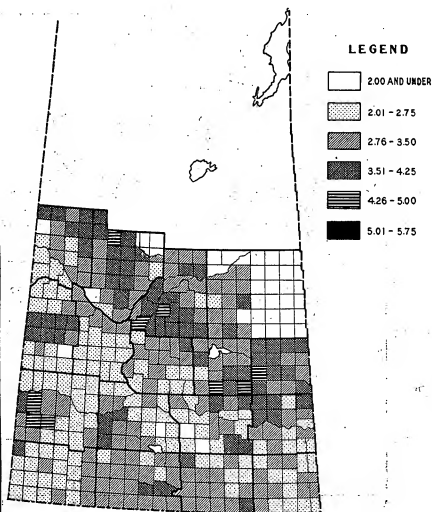 LEGEND
2.00 AND UNDER
2.01 - 2.75
2.76 - 3.50
3.51 - 4.25
4.26 - 5.00
5.01 - 5.75